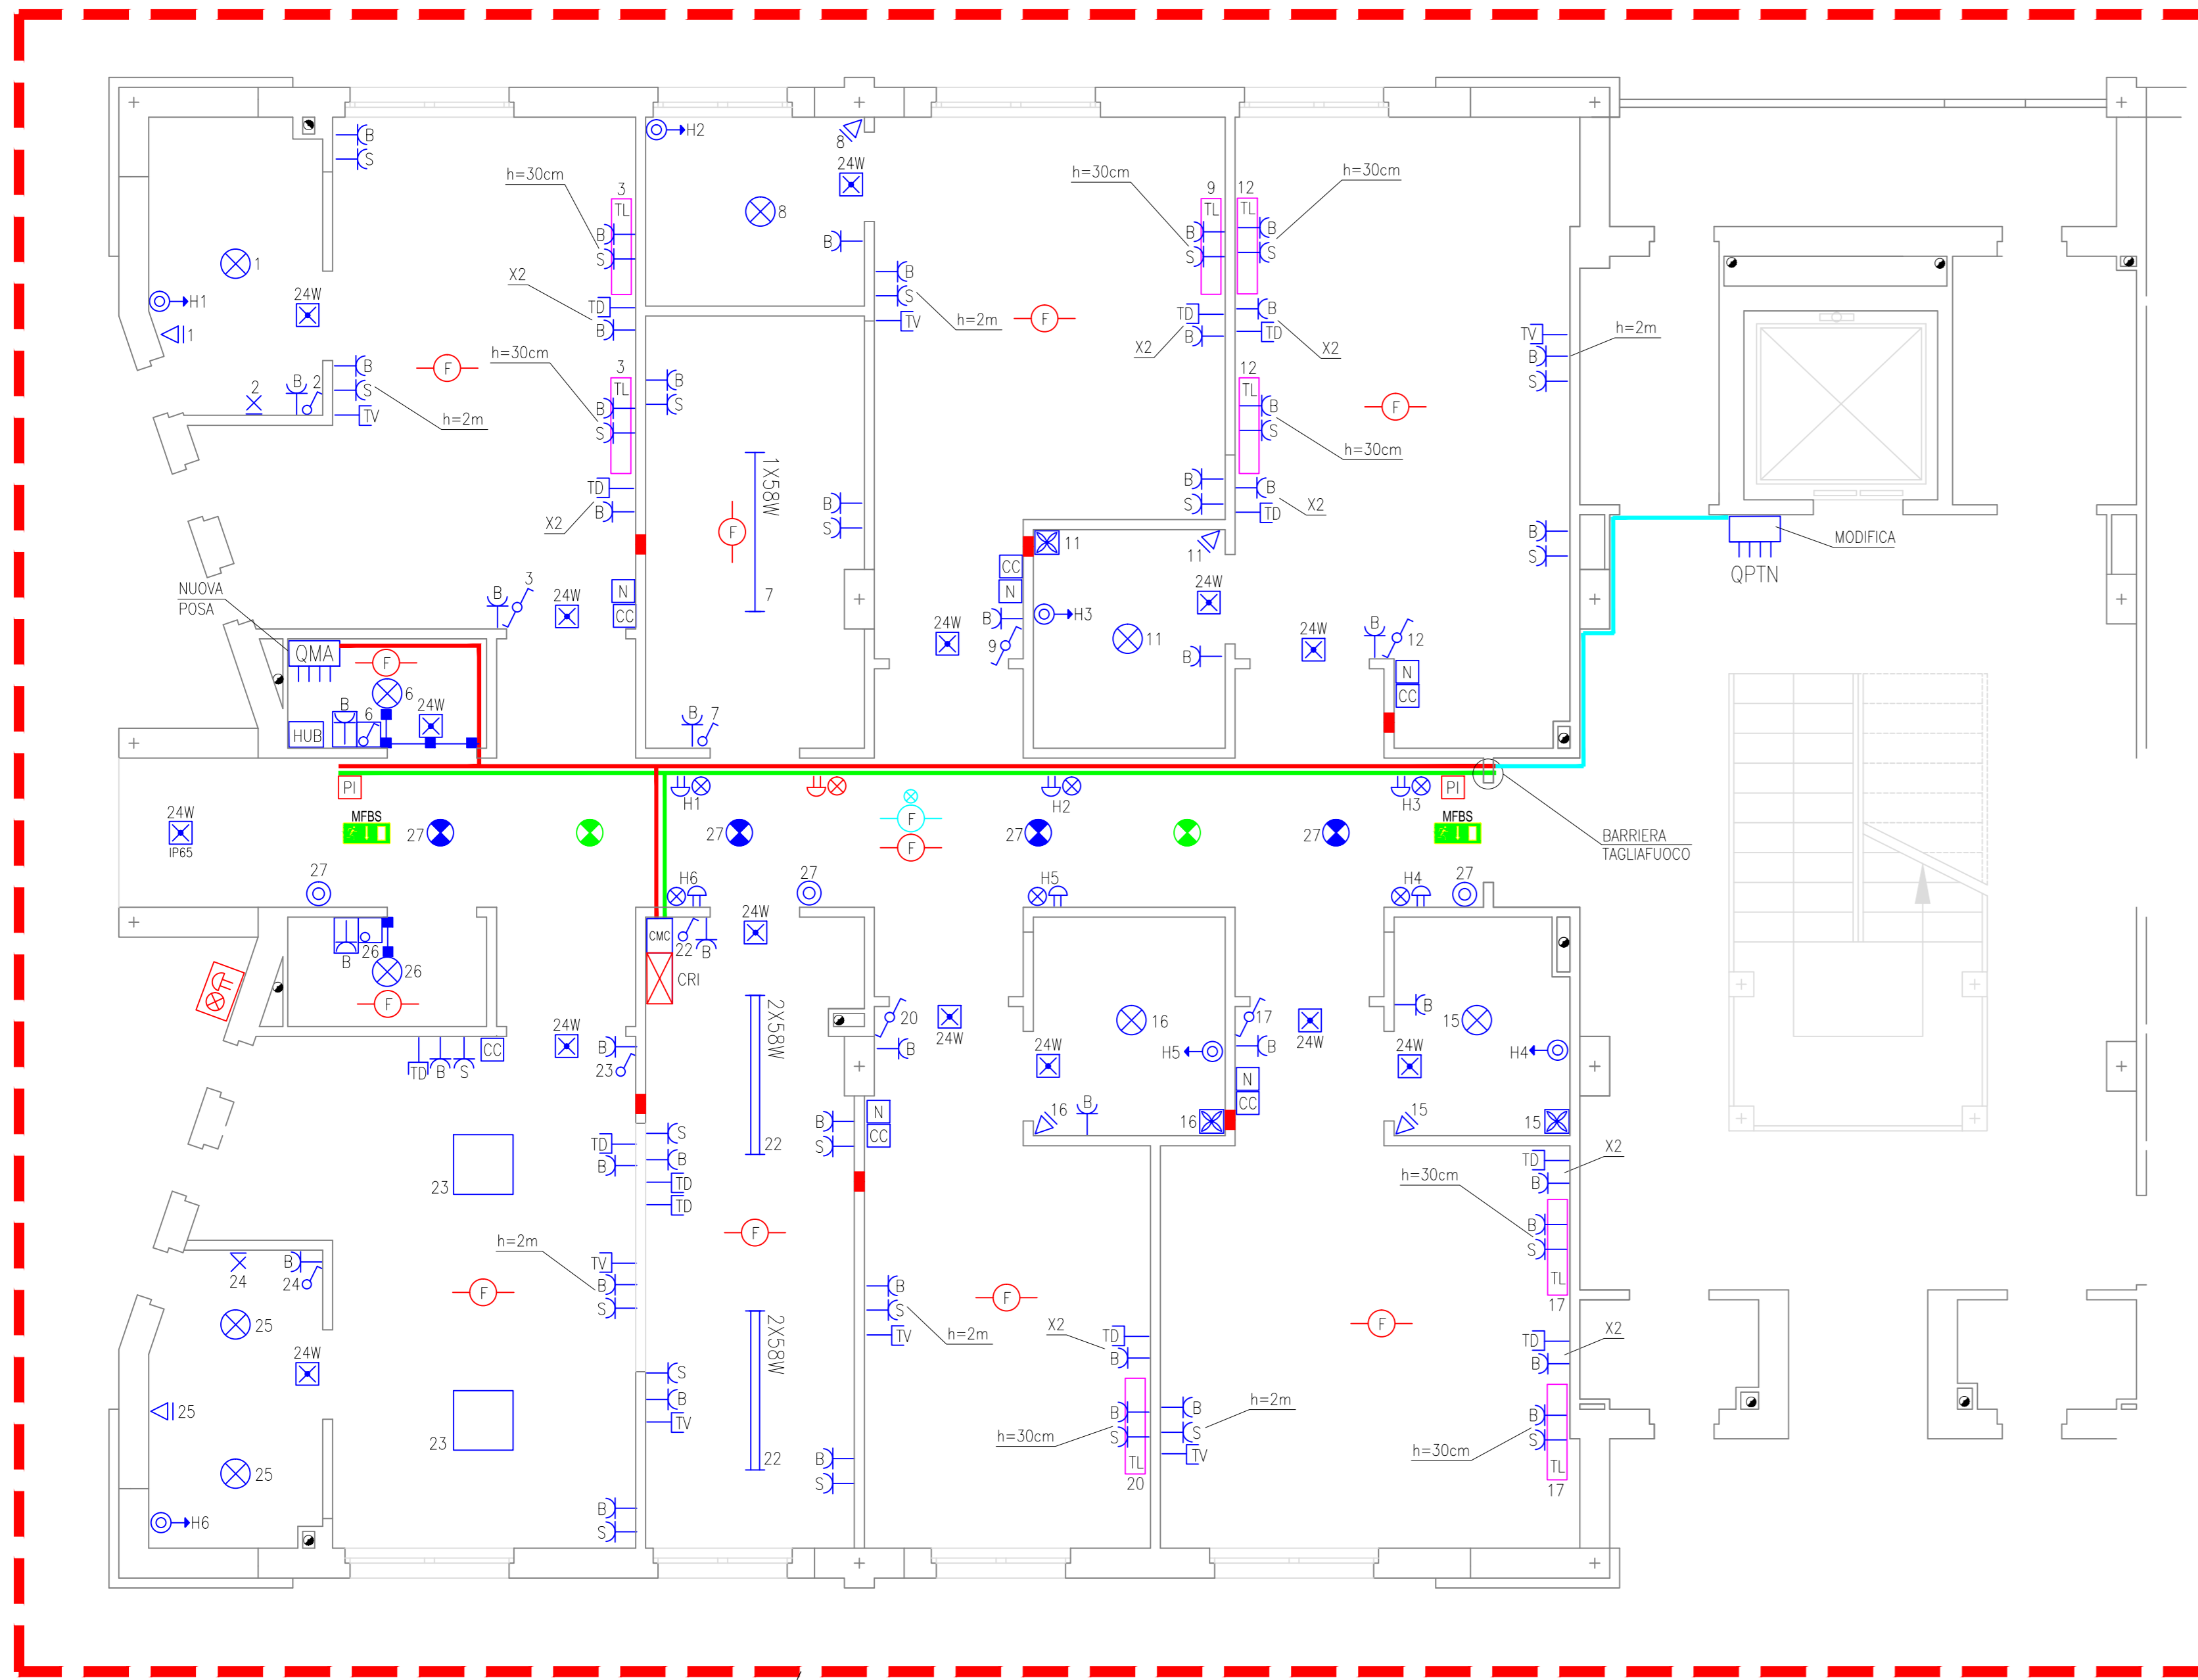 H2
B
S
8
24W
h=30cm
3
TL
8
B
S
h=30cm
9
TL
12
TL
h=30cm
B
S
B
S
B
1
24W
H1
1
X2
TD
B
B
S
TV
h=2m
F
TD
B
X2
B
TD
X2
TV
B
S
h=2m
h=30cm
3
TL
B
S
F
B
S
TV
h=2m
2
B
2
B
S
12
TL
B
S
h=30cm
F
1X58W
TD
B
X2
F
B
S
B
S
B
TD
X2
B
S
MODIFICA
QPTN
11
11
CC
N
NUOVA
POSA
B
3
24W
N
CC
7
H3
24W
B
9
24W
11
B
24W
B
12
N
CC
QMA
F
6
24W
B
6
HUB
B
7
PI
H1
H2
H3
PI
24W
IP65
MFBS
27
27
F
F
27
27
MFBS
BARRIERA
TAGLIAFUOCO
27
27
H6
H5
H4
27
B
26
26
F
CMC
22
B
24W
CRI
20
B
24W
16
H5
24W
17
B
24W
N
CC
B
15
H4
24W
TD
B
S
CC
24W
B
23
2X58W
22
16
B
16
15
15
N
CC
B
S
23
TD
B
S
B
TD
TD
TD
B
X2
h=30cm
B
S
TL
17
F
h=2m
TV
B
S
24
B
24
25
24W
F
2X58W
22
B
S
TV
h=2m
F
X2
TD
B
F
TD
B
X2
25
23
S
B
TV
B
S
TL
20
h=30cm
B
S
TV
h=2m
B
S
TL
17
h=30cm
25
H6
B
S
B
S